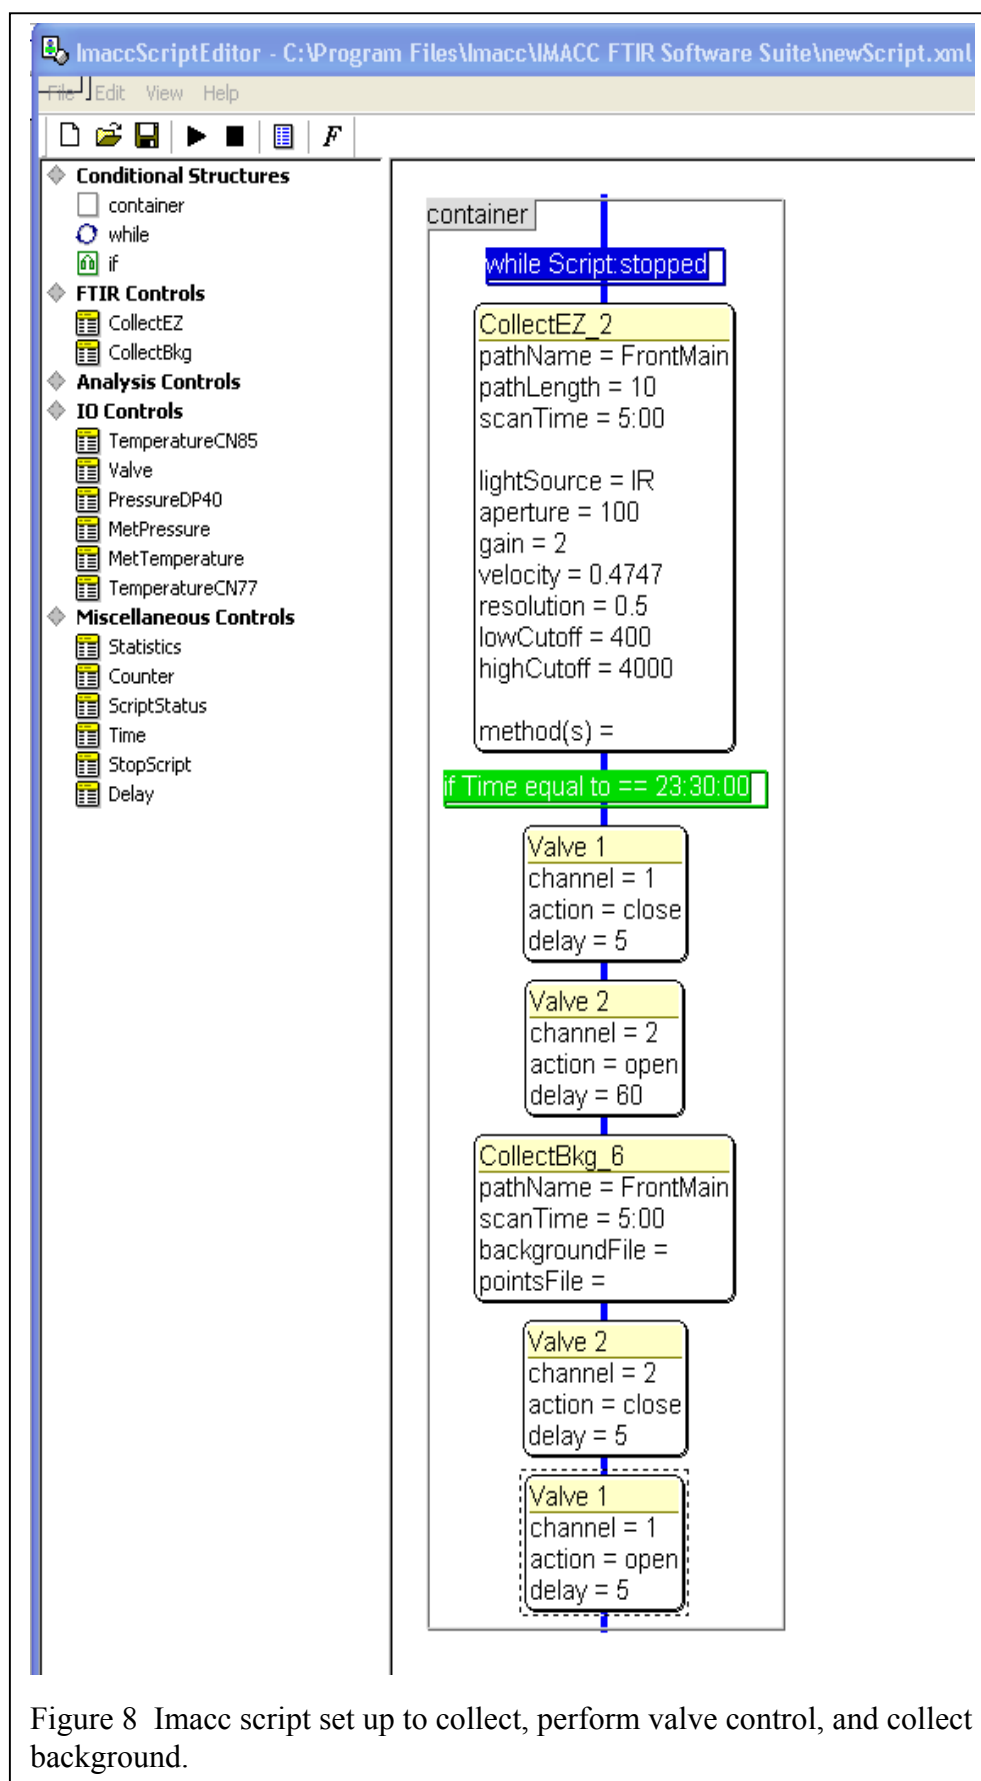 ImaccScriptEditor - C:\Program Files\Imacc\IMACC FTIR Software Suite\newScript.xml
File Edit View Help
F
Conditional Structures
container
while
if
FTIR Controls
CollectEZ
CollectBkg
Analysis Controls
IO Controls
TemperatureCN85
Valve
PressureDP40
MetPressure
MetTemperature
TemperatureCN77
Miscellaneous Controls
Statistics
Counter
ScriptStatus
Time
StopScript
Delay
container
while Script:stopped
CollectEZ_2
pathName = FrontMain
pathLength = 10
scanTime = 5:00
lightSource = IR
aperture = 100
gain = 2
velocity = 0.4747
resolution = 0.5
lowCutoff = 400
highCutoff = 4000
method(s) =
if Time equal to == 23:30:00
Valve 1
channel = 1
action = close
delay = 5
Valve 2
channel = 2
action = open
delay = 60
CollectBkg_6
pathName = FrontMain
scanTime = 5:00
backgroundFile =
pointsFile =
Valve 2
channel = 2
action = close
delay = 5
Valve 1
channel = 1
action = open
delay = 5
Figure 8  Imacc script set up to collect, perform valve control, and collect
background.